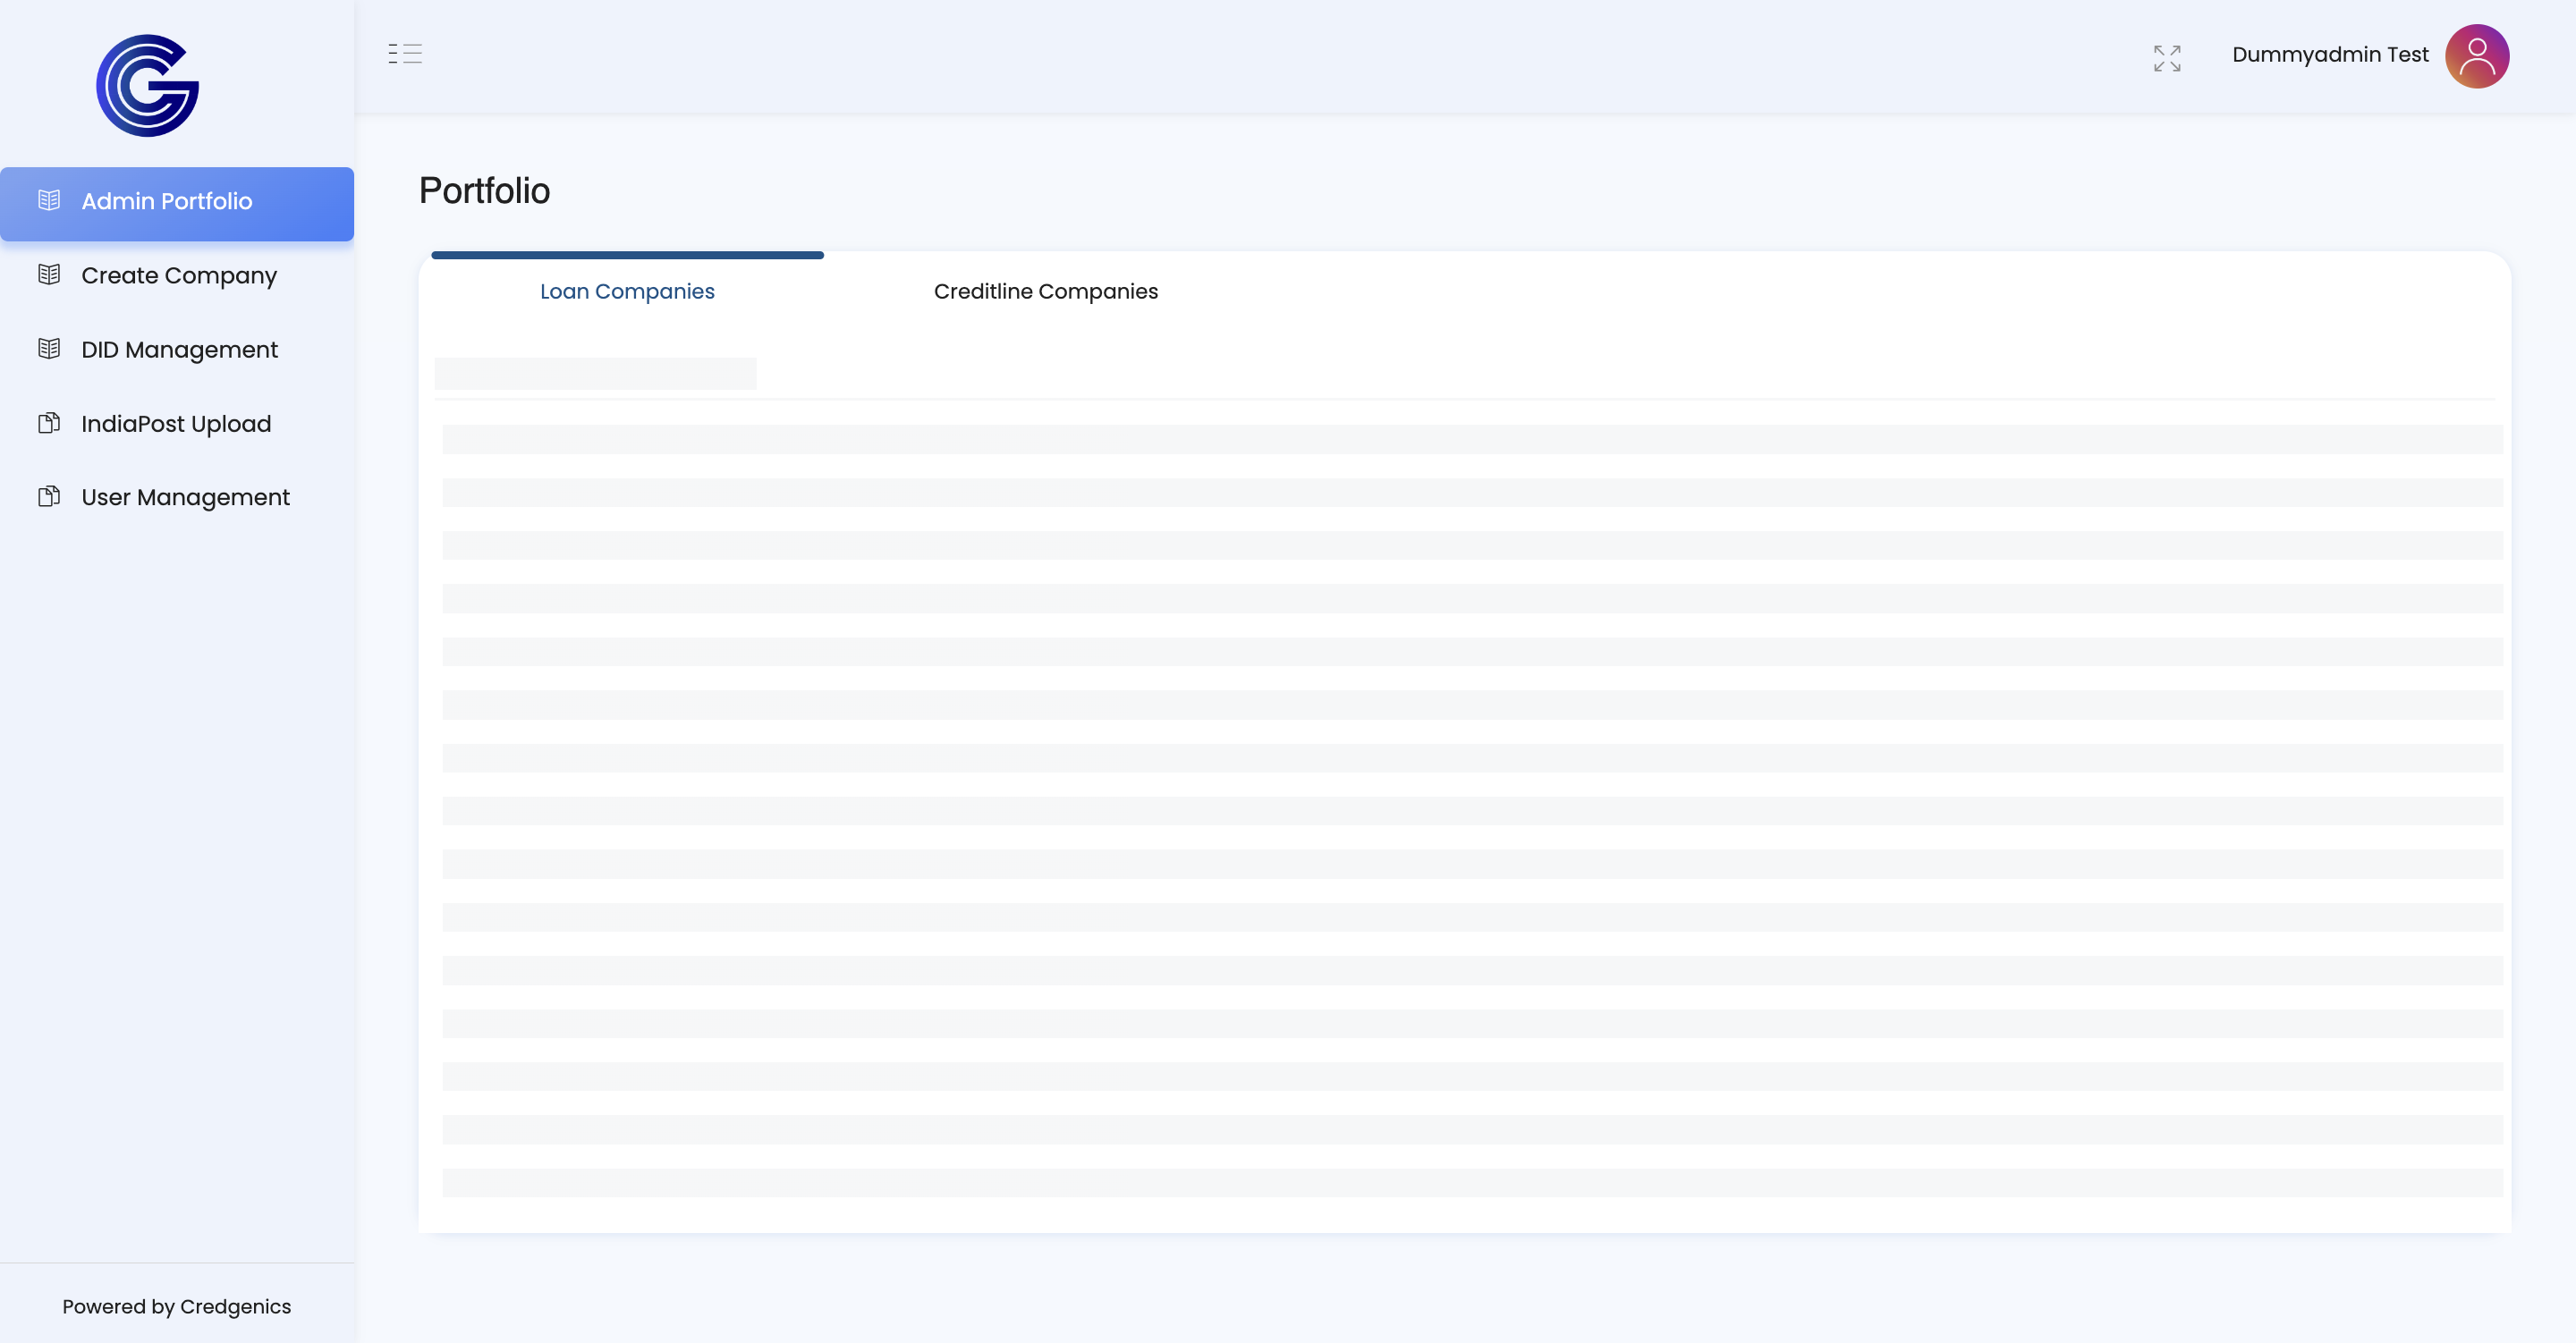 Dummyadmin Test
Admin Portfolio
Create Company
DID Management
IndiaPost Upload
User Management
Powered by Credgenics
Portfolio
Loan Companies
Creditline Companies